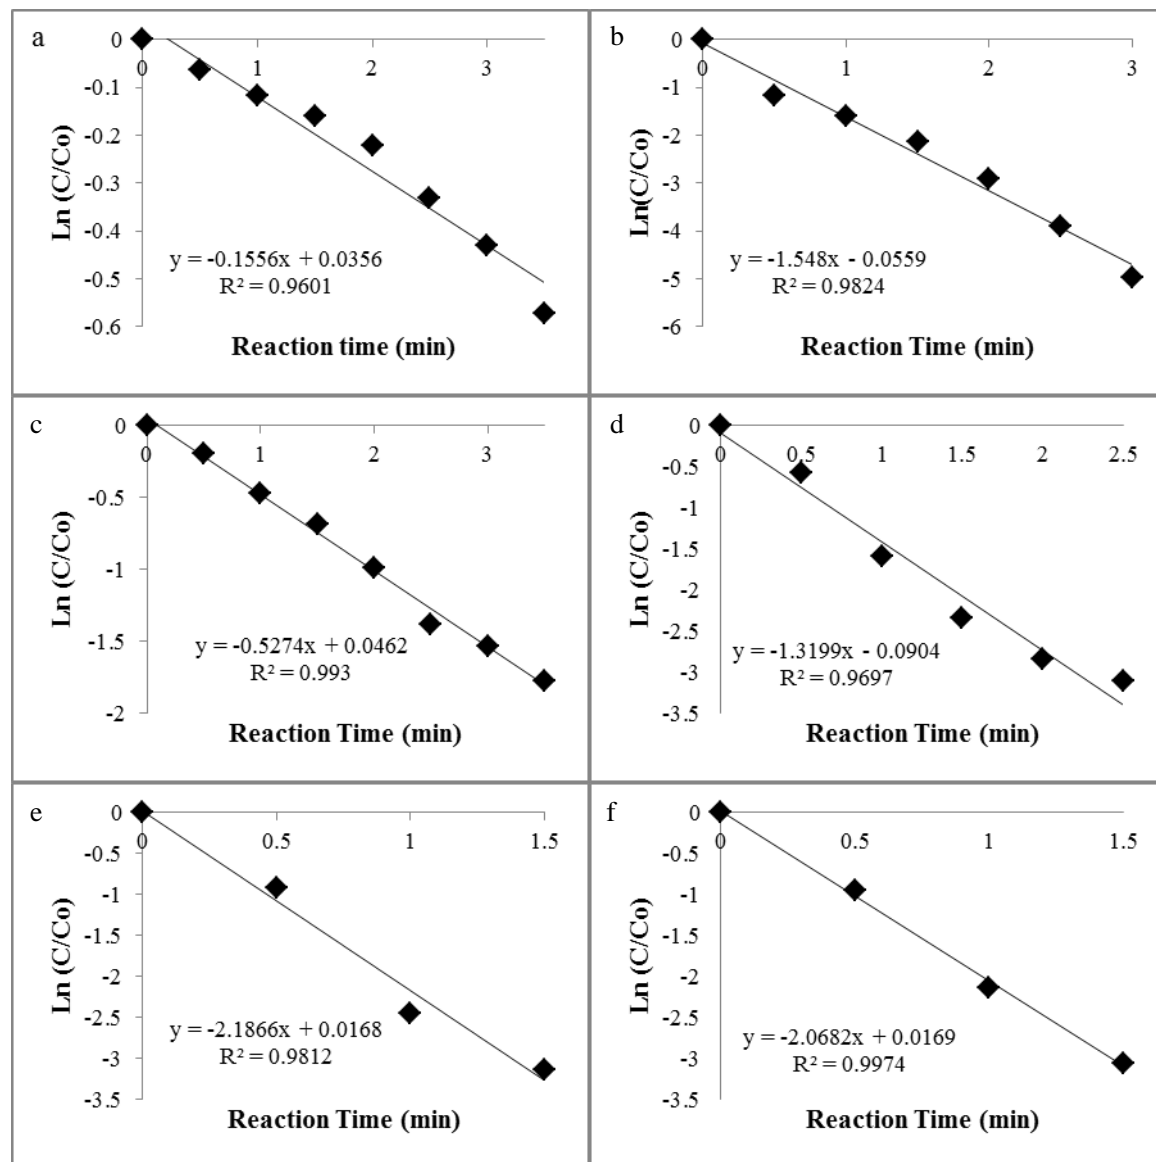 a
0
0
1
2
3
-0.1
-0.2
-0.3
-0.4
-0.5
-0.6
Ln (C/Co)
y = -0.1556x + 0.0356
R² = 0.9601
Reaction time (min)
b
0
0
1
2
3
-1
-2
-3
-4
-5
-6
Ln(C/Co)
y = -1.548x - 0.0559
R² = 0.9824
Reaction Time (min)
c
0
0
1
2
3
-0.5
-1
-1.5
-2
Ln (C/Co)
y = -0.5274x + 0.0462
R² = 0.993
Reaction Time (min)
d
0
0
0.5
1
1.5
2
2.5
-0.5
-1
-1.5
-2
-2.5
-3
-3.5
Ln (C/Co)
y = -1.3199x - 0.0904
R² = 0.9697
Reaction Time (min)
e
0
0
0.5
1
1.5
-0.5
-1
-1.5
-2
-2.5
-3
-3.5
Ln (C/Co)
y = -2.1866x + 0.0168
R² = 0.9812
Reaction Time (min)
f
0
0
0.5
1
1.5
-0.5
-1
-1.5
-2
-2.5
-3
-3.5
Ln (C/Co)
y = -2.0682x + 0.0169
R² = 0.9974
Reaction Time (min)